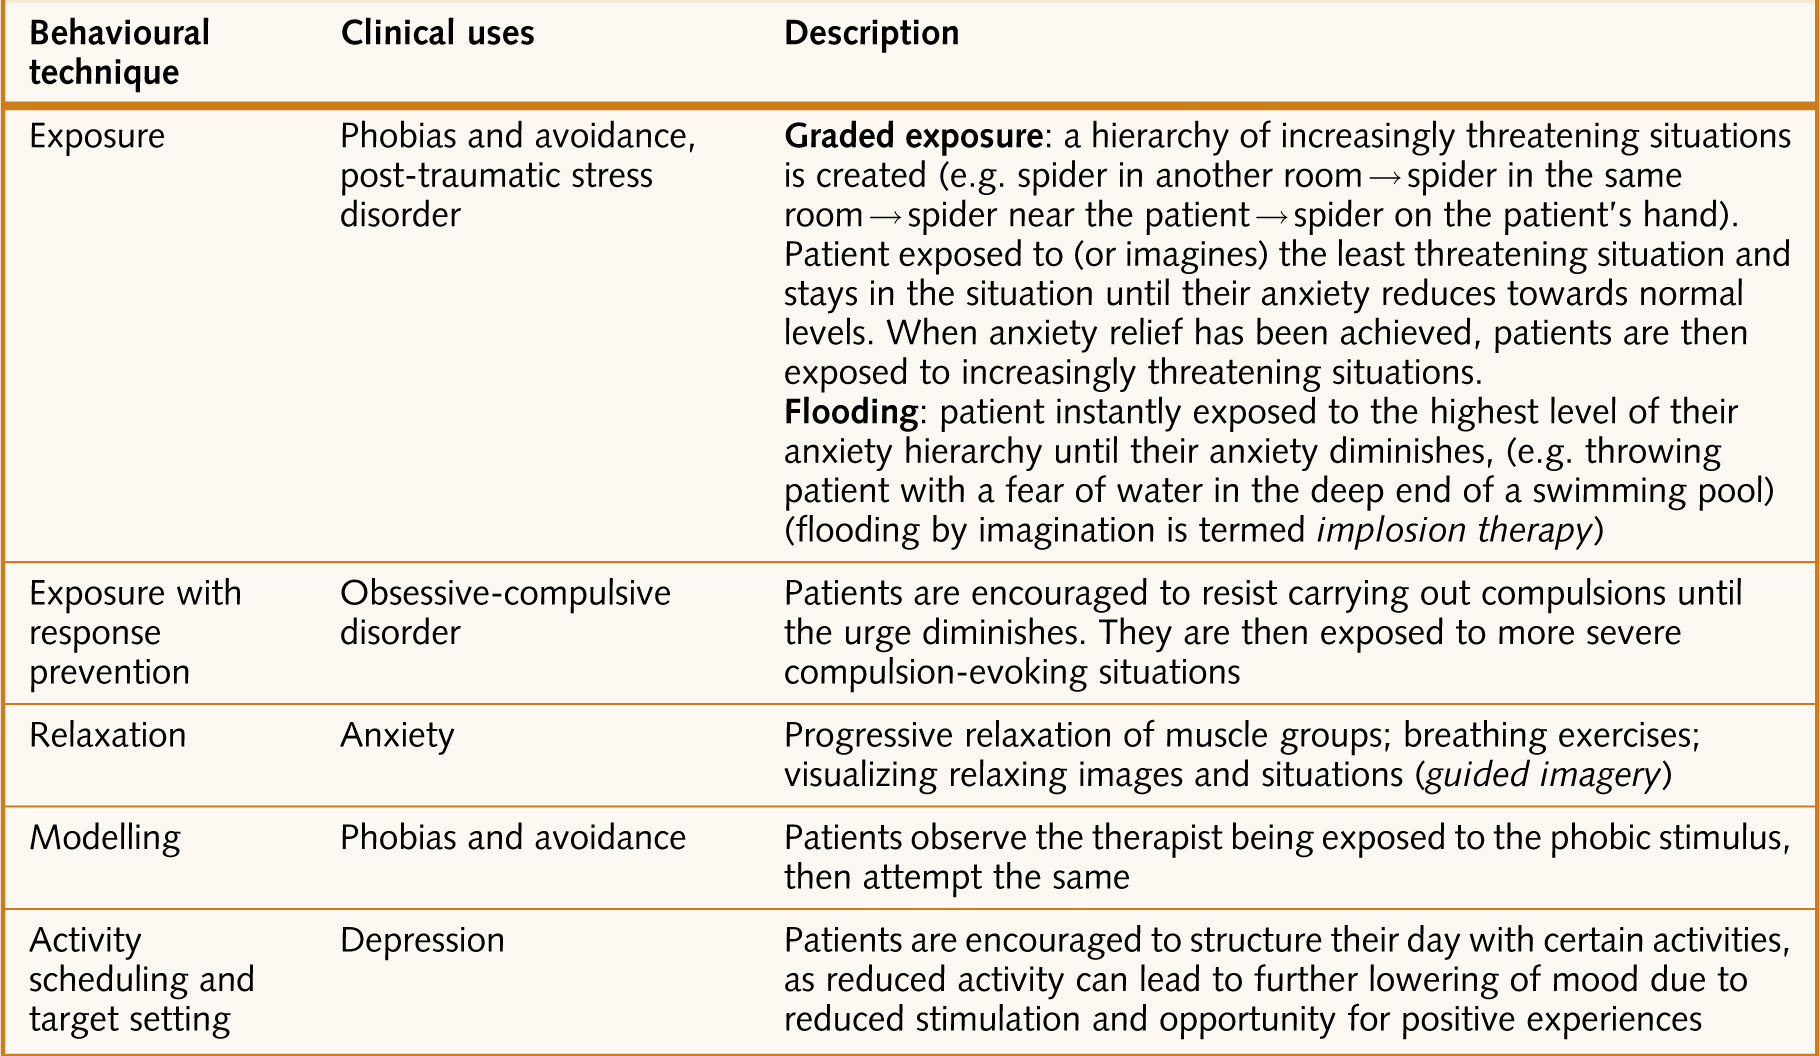 Behavioural technique | Clinical uses | Description
Exposure | Phobias and avoidance, post-traumatic stress disorder | Graded exposure: a hierarchy of increasingly threatening situations
is created (e.g. spider in another room→spider in the same
room→spider near the patient→spider on the patient's hand).
Patient exposed to (or imagines) the least threatening situation and
stays in the situation until their anxiety reduces towards normal
levels. When anxiety relief has been achieved, patients are then
exposed to increasingly threatening situations.
Flooding: patient instantly exposed to the highest level of their
anxiety hierarchy until their anxiety diminishes, (e.g. throwing
patient with a fear of water in the deep end of a swimming pool)
(flooding by imagination is termed implosion therapy)
Exposure with response prevention | Obsessive-compulsive disorder | Patients are encouraged to resist carrying out compulsions until
the urge diminishes. They are then exposed to more severe
compulsion-evoking situations
Relaxation | Anxiety | Progressive relaxation of muscle groups; breathing exercises;
visualizing relaxing images and situations (guided imagery)
Modelling | Phobias and avoidance | Patients observe the therapist being exposed to the phobic stimulus,
then attempt the same
Activity scheduling and target setting | Depression | Patients are encouraged to structure their day with certain activities,
as reduced activity can lead to further lowering of mood due to
reduced stimulation and opportunity for positive experiences